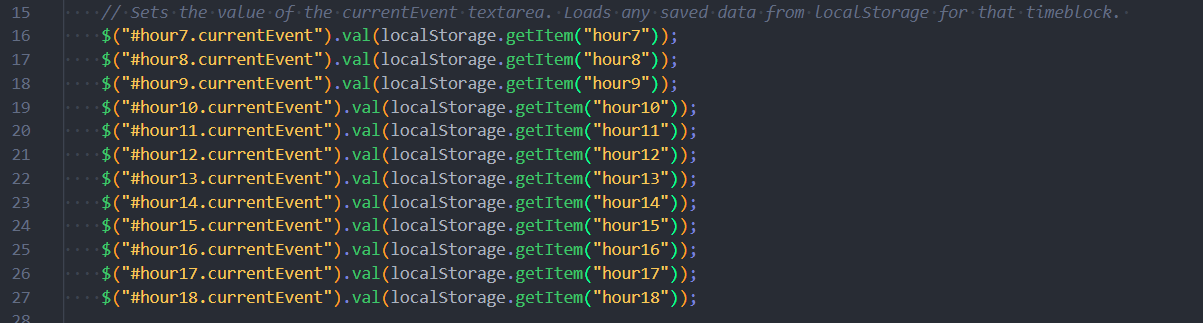 15 // Sets the value of the currentEvent textarea. Loads any saved data from localStorage for that timeblock.
16 $("#hour7.currentEvent").val(localStorage.getItem("hour7"));
17 $("#hour8.currentEvent").val(localStorage.getItem("hour8"));
18 $("#hour9.currentEvent").val(localStorage.getItem("hour9"));
19 $("#hour10.currentEvent").val(localStorage.getItem("hour10"));
20 $("#hour11.currentEvent").val(localStorage.getItem("hour11"));
21 $("#hour12.currentEvent").val(localStorage.getItem("hour12"));
22 $("#hour13.currentEvent").val(localStorage.getItem("hour13"));
23 $("#hour14.currentEvent").val(localStorage.getItem("hour14"));
24 $("#hour15.currentEvent").val(localStorage.getItem("hour15"));
25 $("#hour16.currentEvent").val(localStorage.getItem("hour16"));
26 $("#hour17.currentEvent").val(localStorage.getItem("hour17"));
27 $("#hour18.currentEvent").val(localStorage.getItem("hour18"));
28